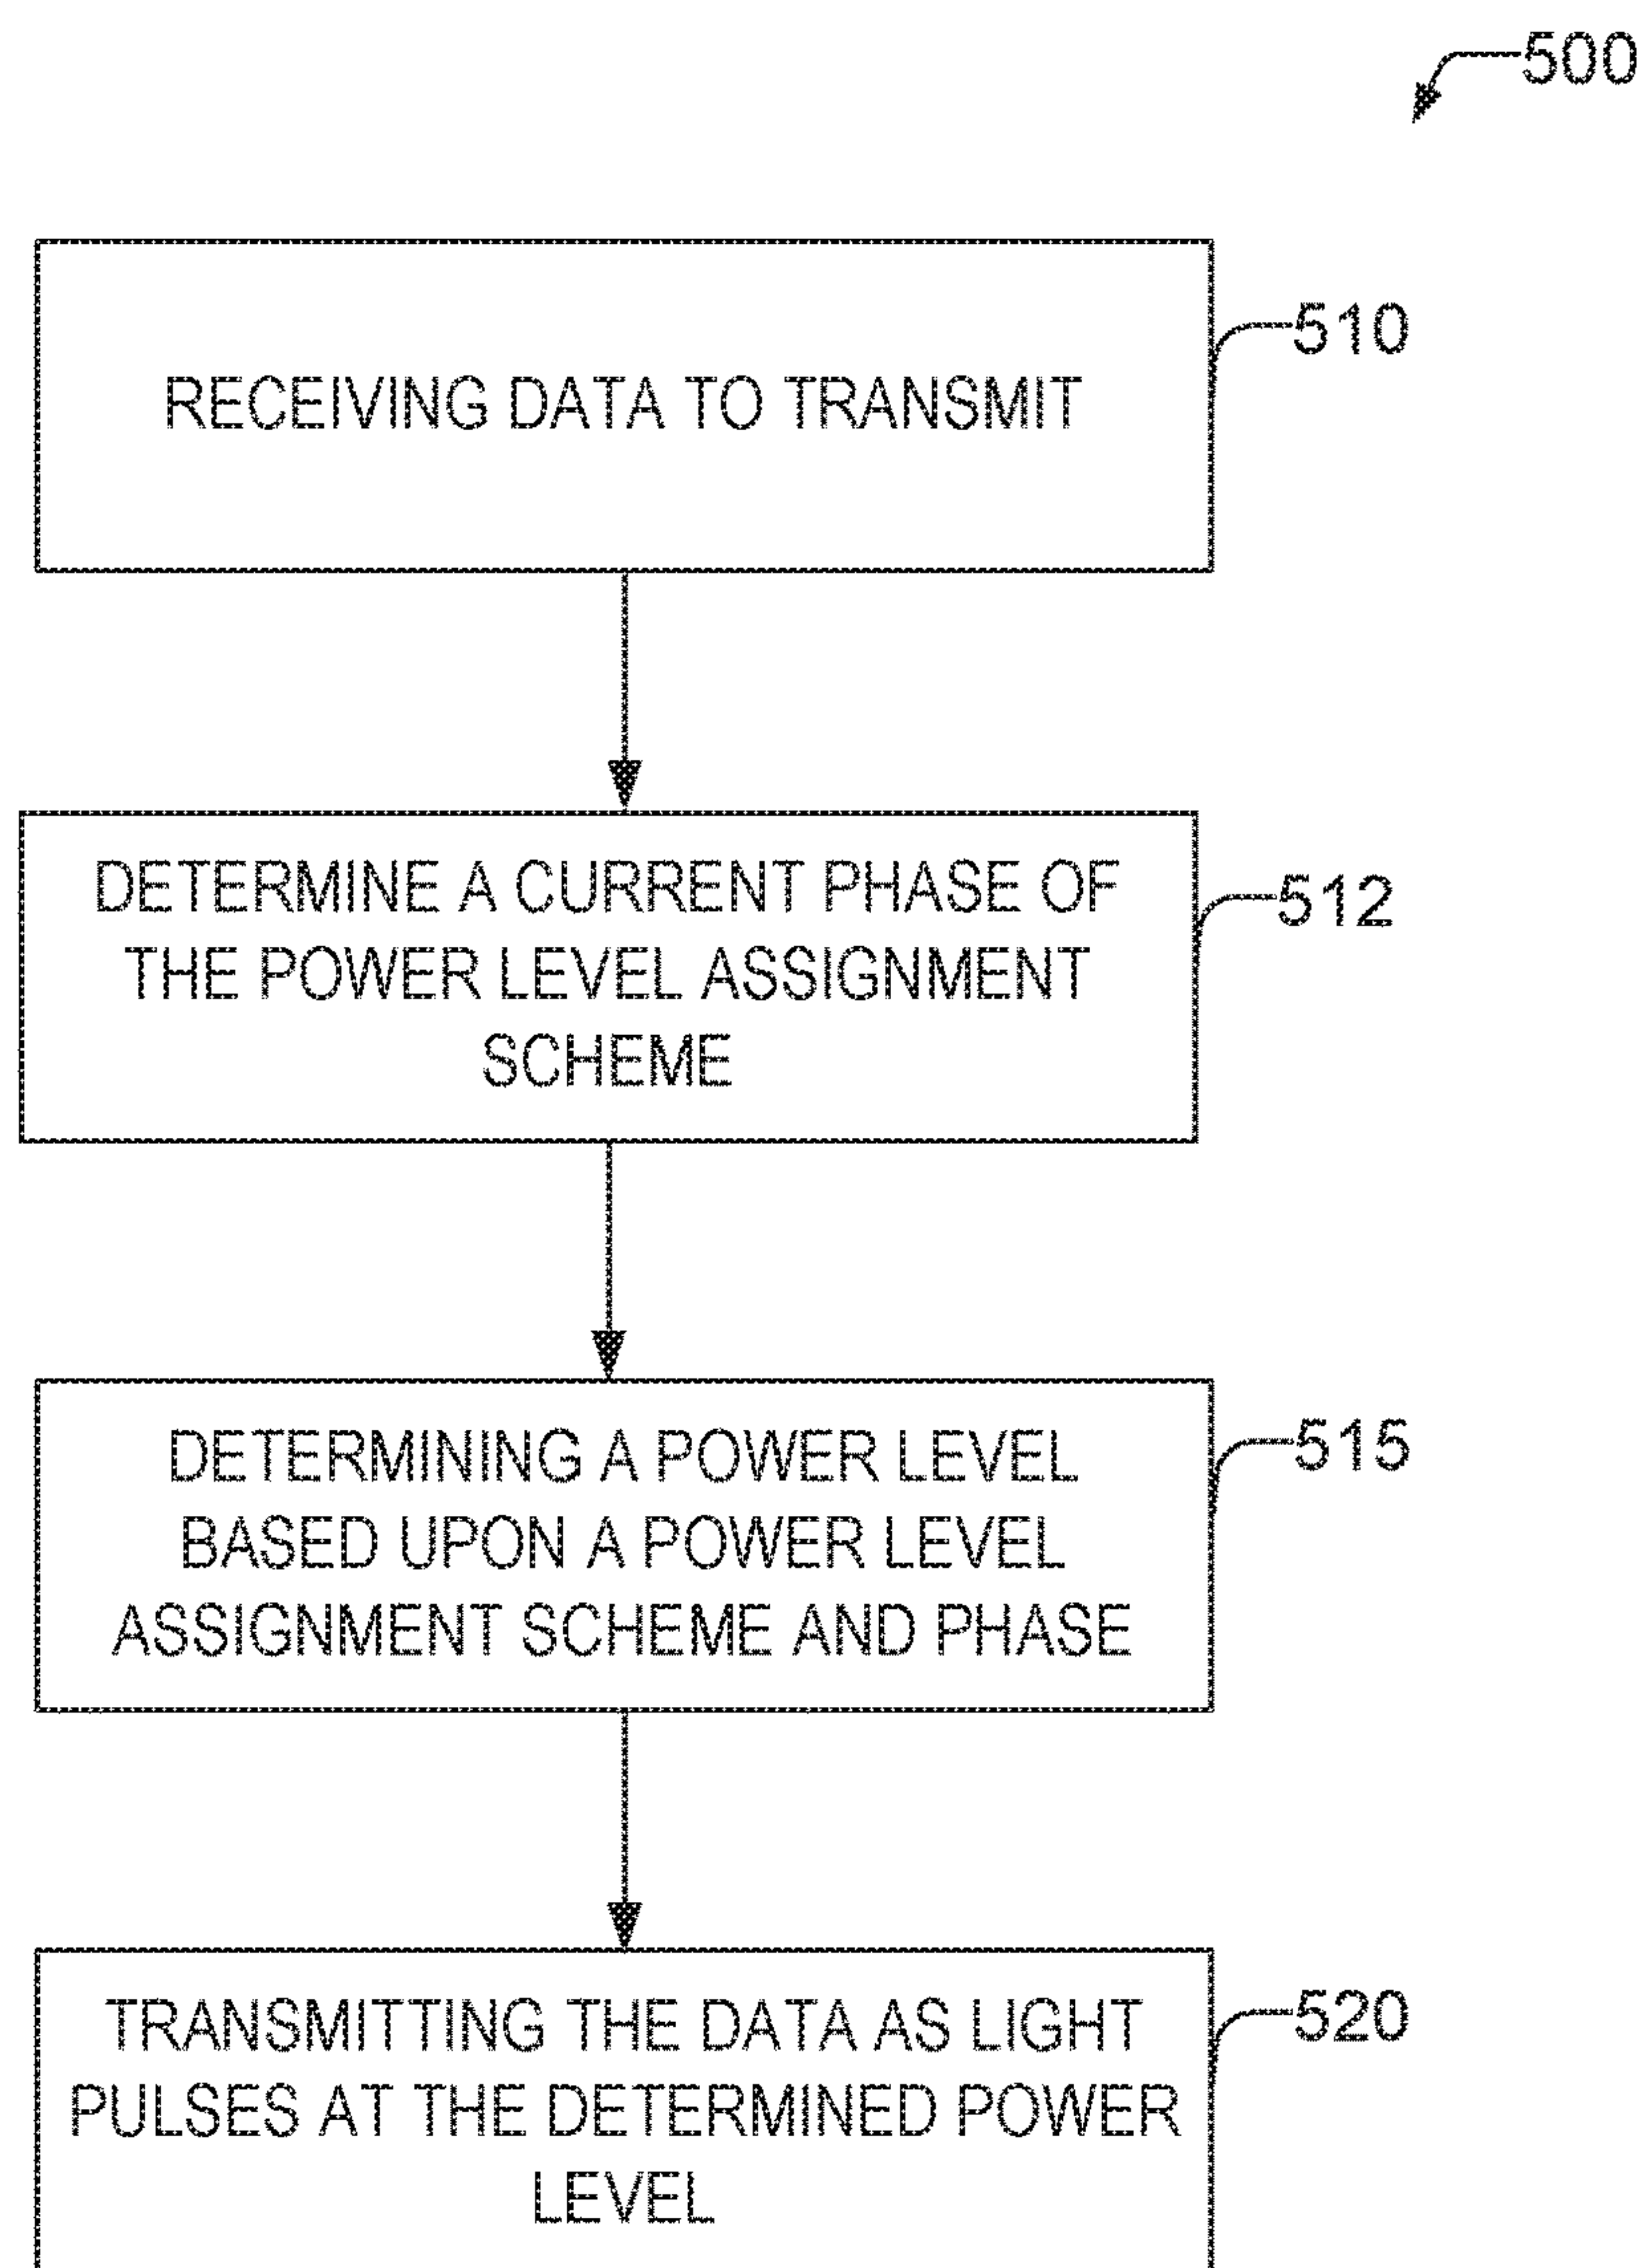 500
RECEIVING DATA TO TRANSMIT
510
DETERMINE A CURRENT PHASE OF
THE POWER LEVEL ASSIGNMENT
SCHEME
512
DETERMINING A POWER LEVEL
BASED UPON A POWER LEVEL
ASSIGNMENT SCHEME AND PHASE
515
TRANSMITTING THE DATA AS LIGHT
PULSES AT THE DETERMINED POWER
LEVEL
520